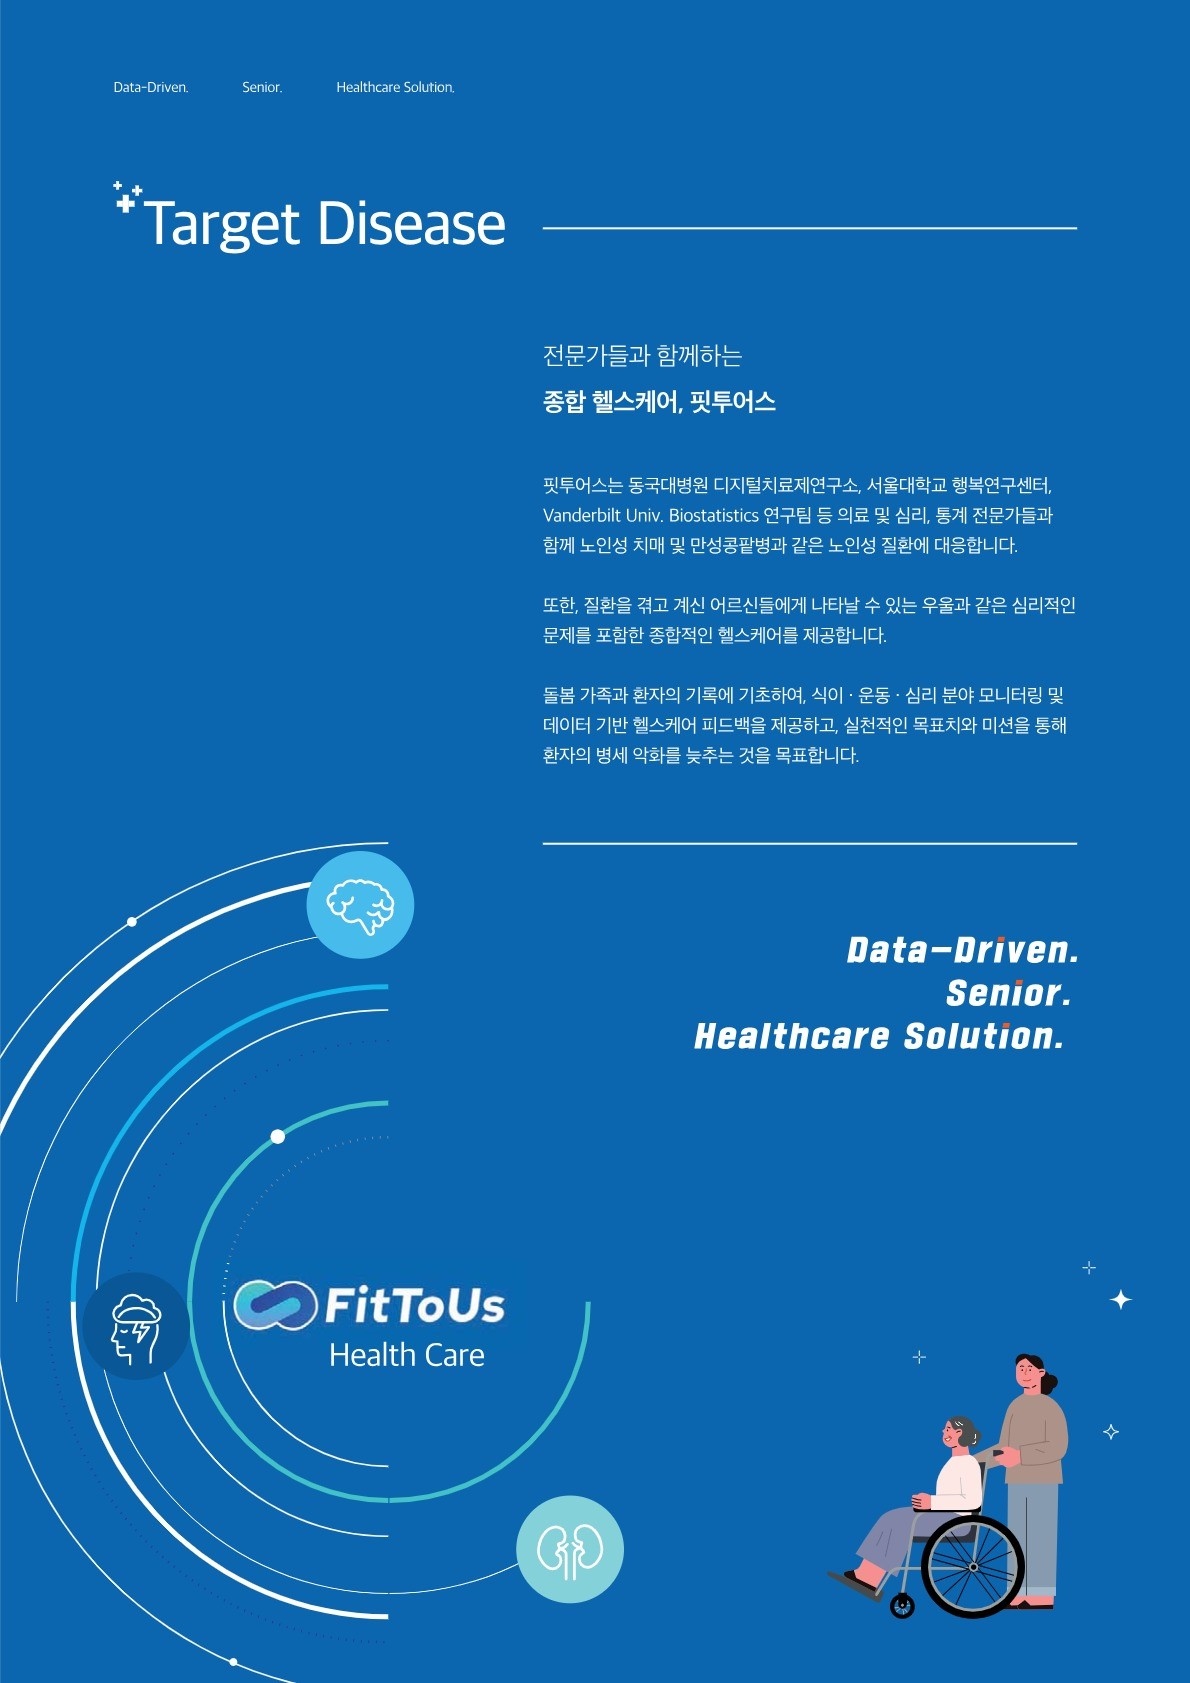 Data-Driven. Senior. Healthcare Solution.
Target Disease
전문가들과 함께하는
종합 헬스케어, 핏투어스
핏투어스는 동국대병원 디지털치료제연구소, 서울대학교 행복연구센터,
Vanderbilt Univ. Biostatistics 연구팀 등 의료 및 심리, 통계 전문가들과
함께 노인성 치매 및 만성콩팥병과 같은 노인성 질환에 대응합니다.
또한, 질환을 겪고 계신 어르신들에게 나타날 수 있는 우울과 같은 심리적인
문제를 포함한 종합적인 헬스케어를 제공합니다.
돌봄 가족과 환자의 기록에 기초하여, 식이 · 운동 · 심리 분야 모니터링 및
데이터 기반 헬스케어 피드백을 제공하고, 실천적인 목표치와 미션을 통해
환자의 병세 악화를 늦추는 것을 목표합니다.
Data-Driven.
Senior.
Healthcare Solution.
FitToUs
Health Care